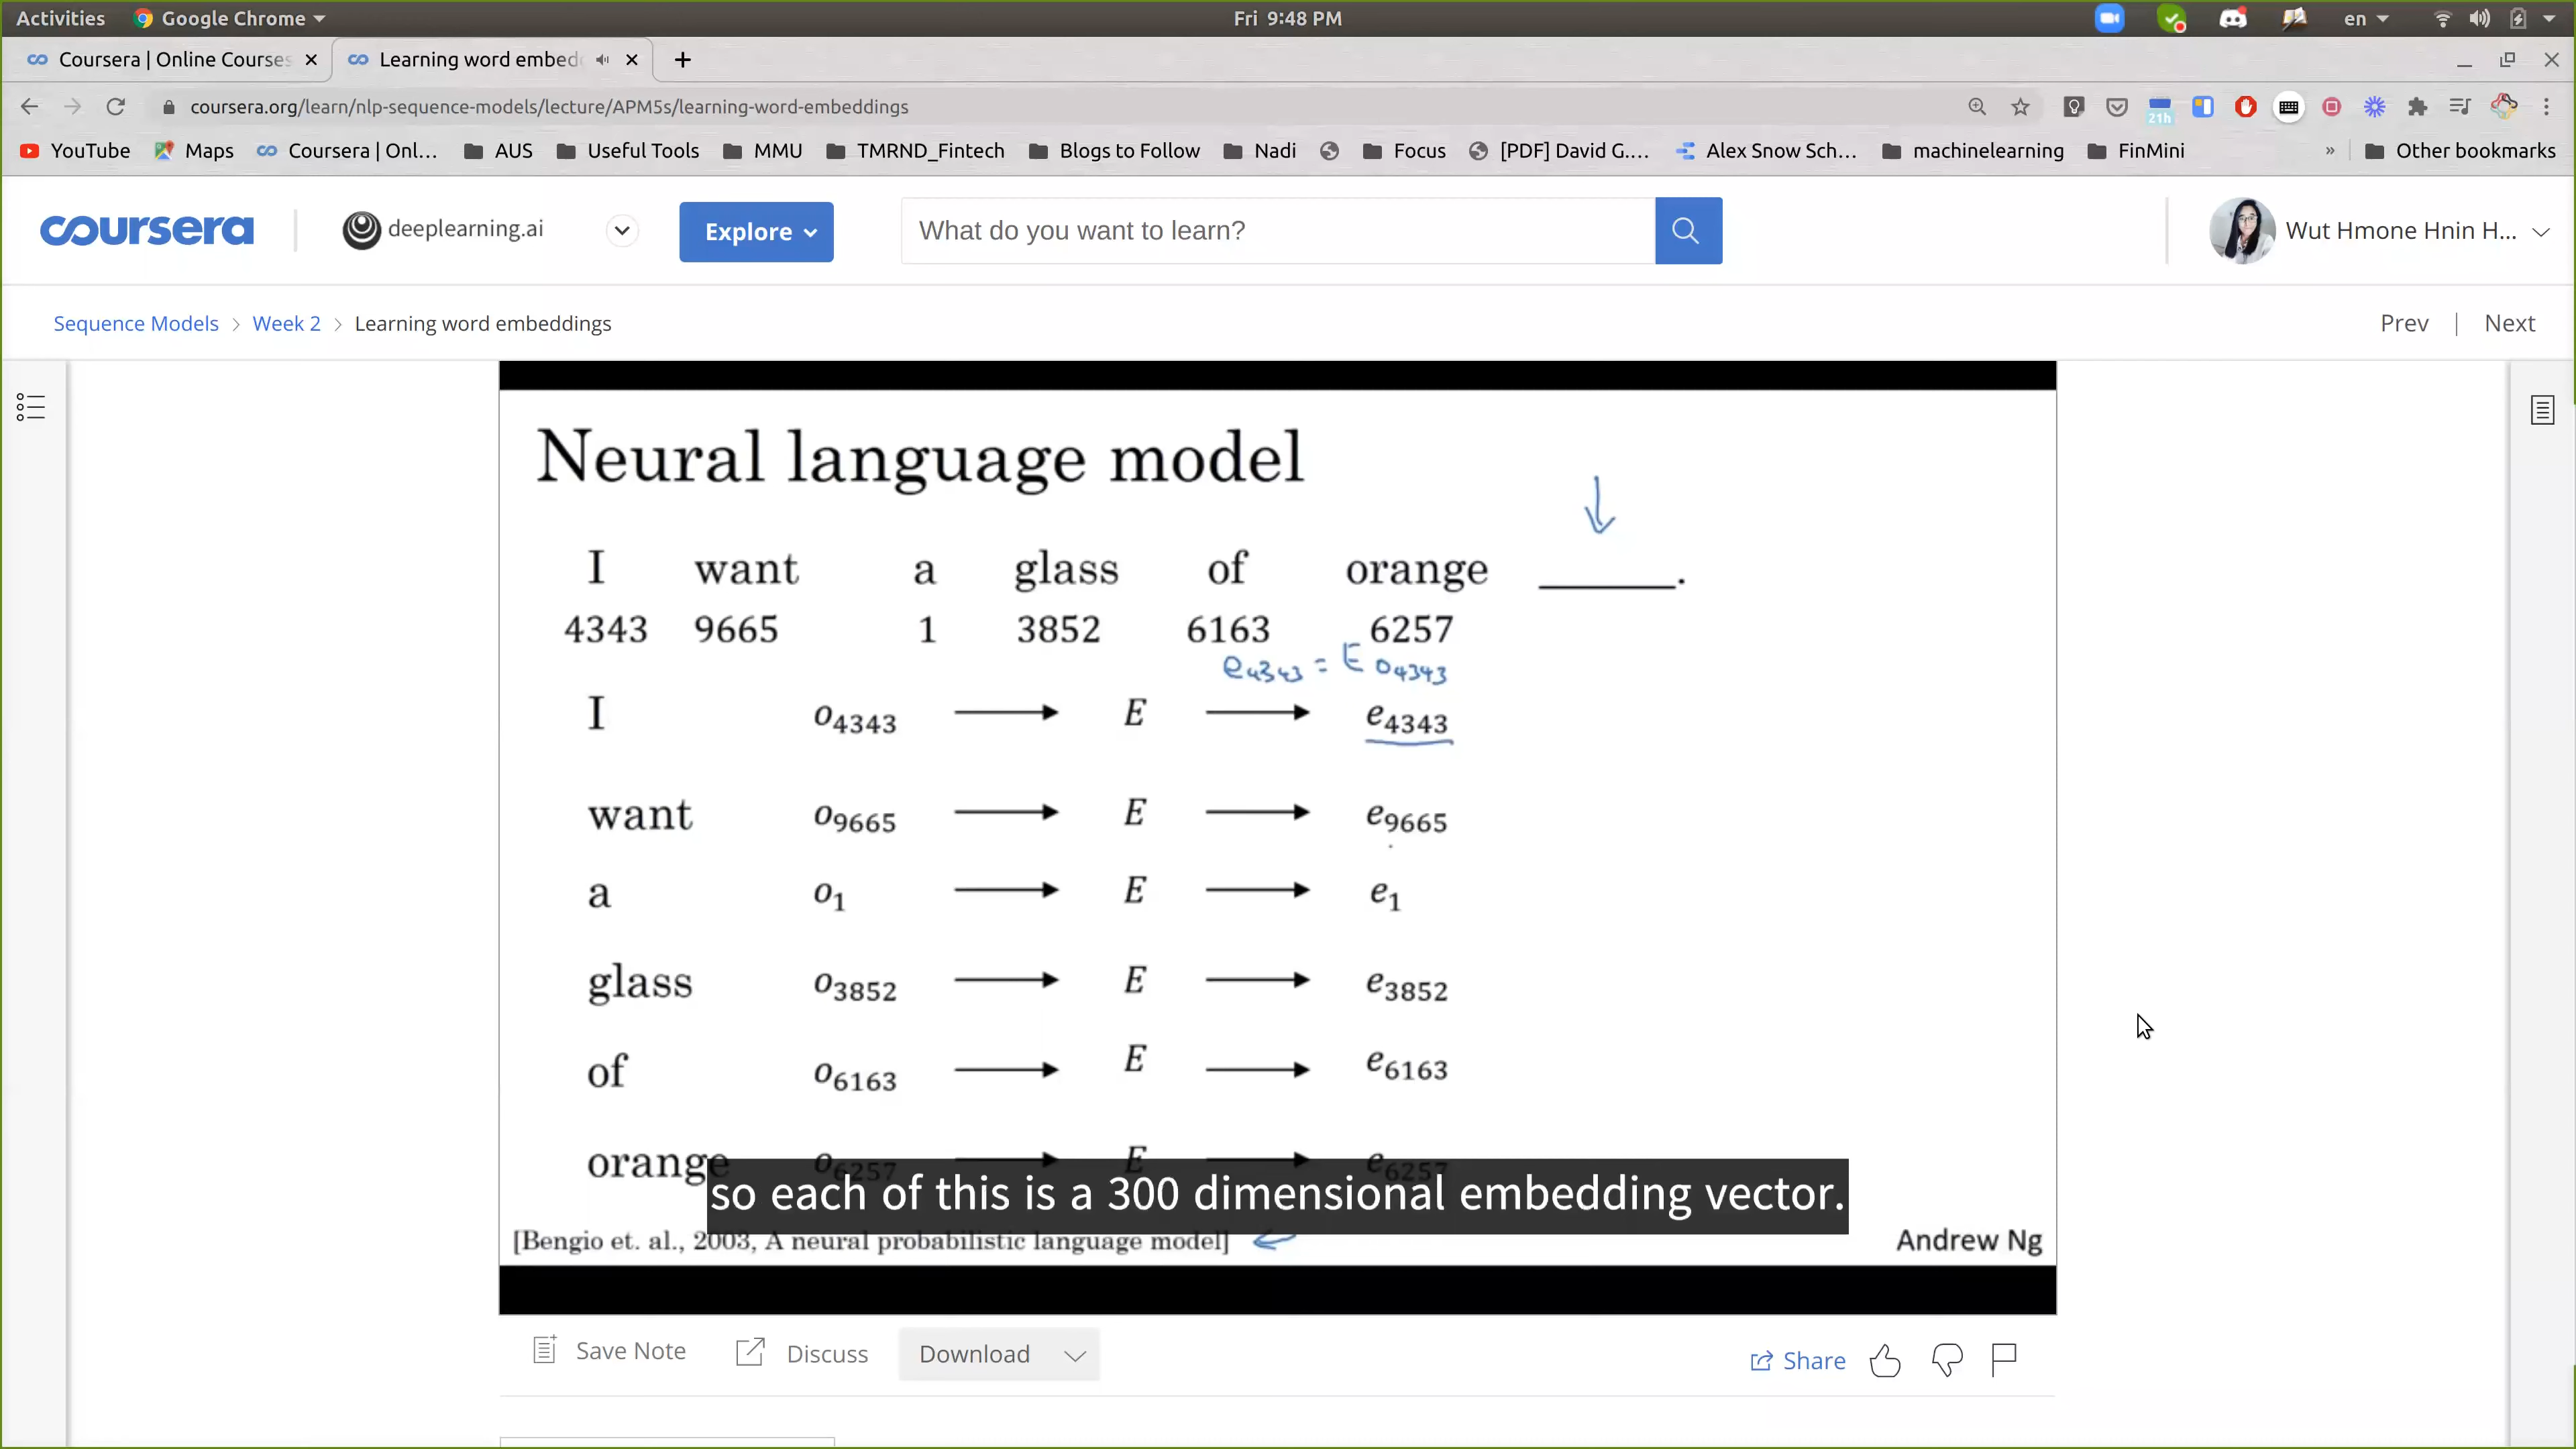 Activities Google Chrome Fri 9:48 PM en
Coursera | Online Courses Learning word embed
coursera.org/learn/nlp-sequence-models/lecture/APM5s/learning-word-embeddings 21h
YouTube Maps Coursera | Onl... AUS Useful Tools MMU TMRND_Fintech Blogs to Follow Nadi Focus [PDF] David G.... Alex Snow Sch... machinelearning FinMini » Other bookmarks
coursera deeplearning.ai Explore What do you want to learn? Wut Hmone Hnin H...
Sequence Models > Week 2 > Learning word embeddings Prev | Next
Neural language model
I want a glass of orange ______.
4343 9665 1 3852 6163 6257
e4343 = E o4343
I o4343 → E → e4343
want o9665 → E → e9665
a o1 → E → e1
glass o3852 → E → e3852
of o6163 → E → e6163
orange o6257 → E → e6257
so each of this is a 300 dimensional embedding vector.
[Bengio et. al., 2003, A neural probabilistic language model] Andrew Ng
Save Note Discuss Download Share